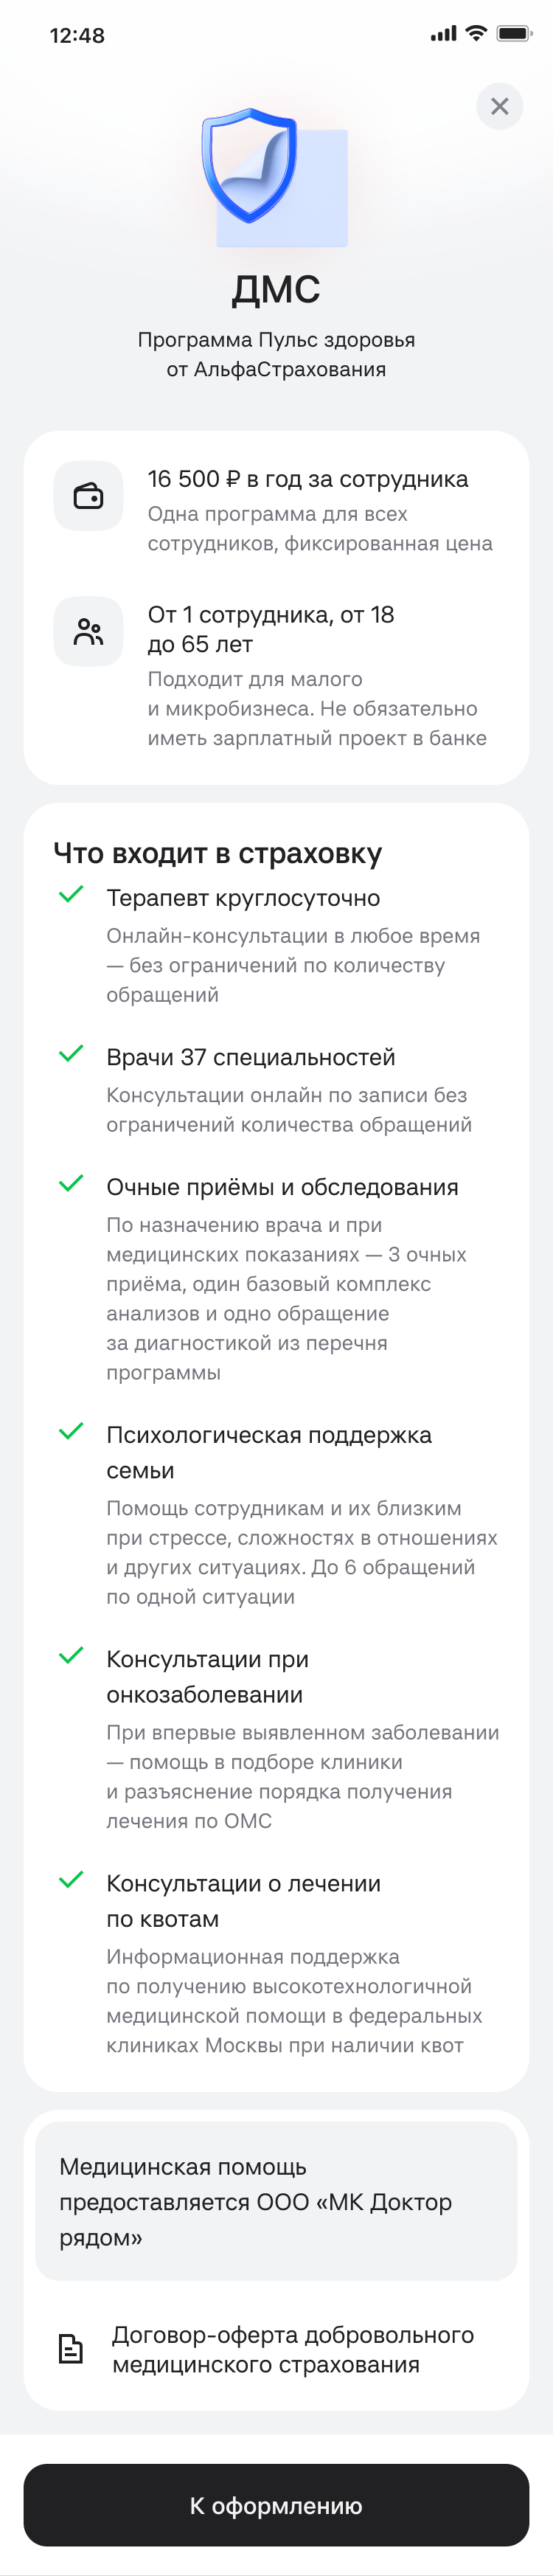 12:48
ДМС
Программа Пульс здоровья
от АльфаСтрахования
16 500 ₽ в год за сотрудника
Одна программа для всех
сотрудников, фиксированная цена
От 1 сотрудника, от 18
до 65 лет
Подходит для малого
и микробизнеса. Не обязательно
иметь зарплатный проект в банке
Что входит в страховку
Терапевт круглосуточно
Онлайн-консультации в любое время
— без ограничений по количеству
обращений
Врачи 37 специальностей
Консультации онлайн по записи без
ограничений количества обращений
Очные приёмы и обследования
По назначению врача и при
медицинских показаниях — 3 очных
приёма, один базовый комплекс
анализов и одно обращение
за диагностикой из перечня
программы
Психологическая поддержка
семьи
Помощь сотрудникам и их близким
при стрессе, сложностях в отношениях
и других ситуациях. До 6 обращений
по одной ситуации
Консультации при
онкозаболевании
При впервые выявленном заболевании
— помощь в подборе клиники
и разъяснение порядка получения
лечения по ОМС
Консультации о лечении
по квотам
Информационная поддержка
по получению высокотехнологичной
медицинской помощи в федеральных
клиниках Москвы при наличии квот
Медицинская помощь
предоставляется ООО «МК Доктор
рядом»
Договор-оферта добровольного
медицинского страхования
К оформлению